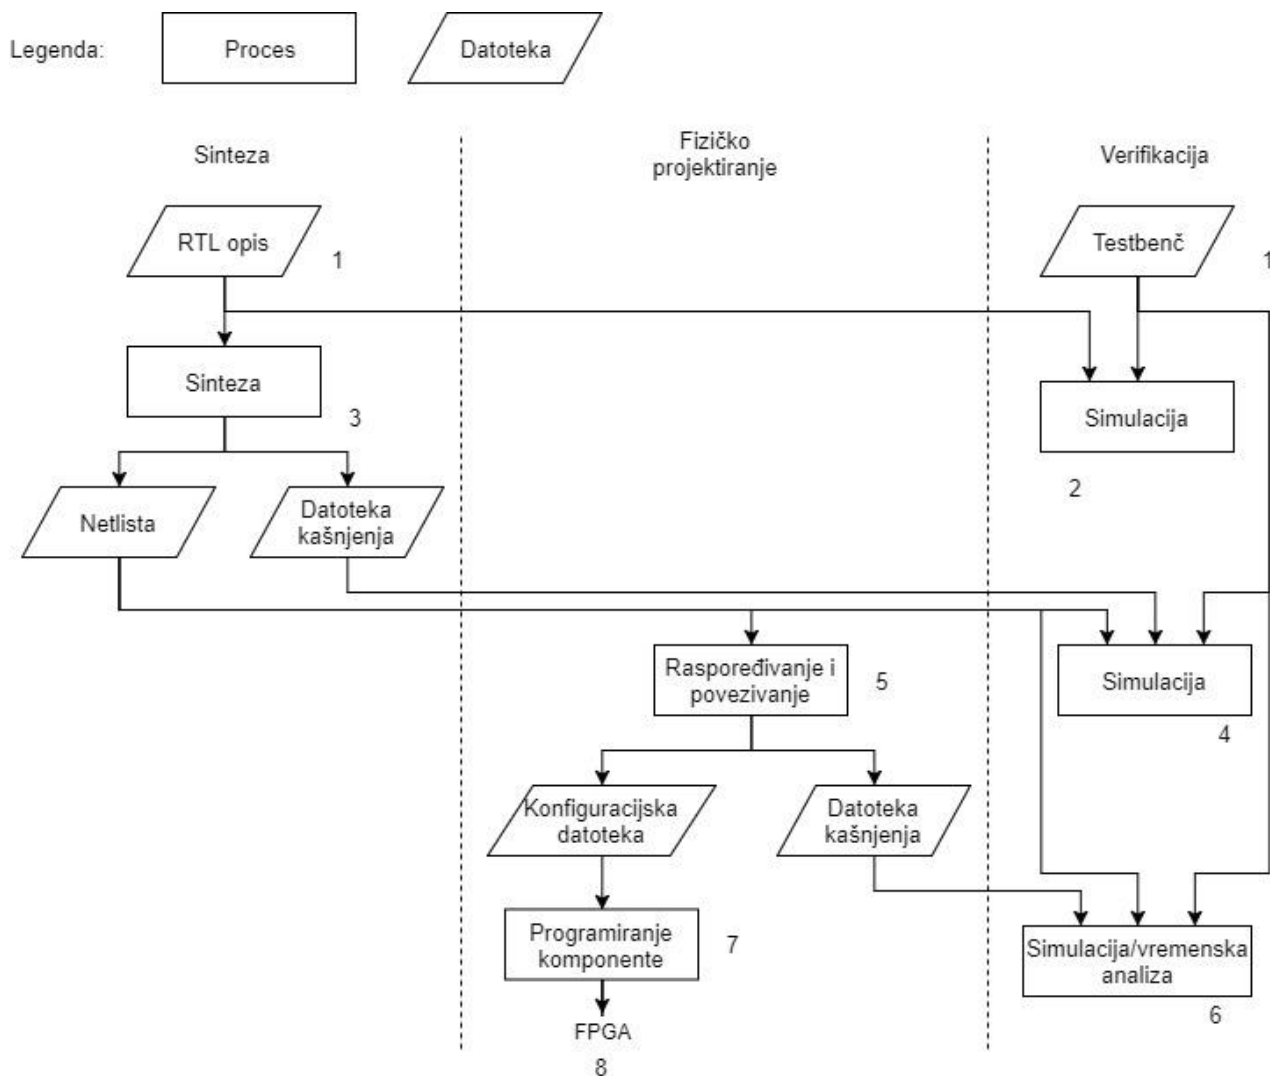 Legenda:
Proces
Datoteka
Sinteza
Fizičko
projektiranje
Verifikacija
RTL opis
1
Testbenč
1
Sinteza
3
Simulacija
2
Netlista
Datoteka
kašnjenja
Raspoređivanje i
povezivanje
5
Simulacija
4
Konfiguracijska
datoteka
Datoteka
kašnjenja
Programiranje
komponente
7
Simulacija/vremenska
analiza
6
FPGA
8